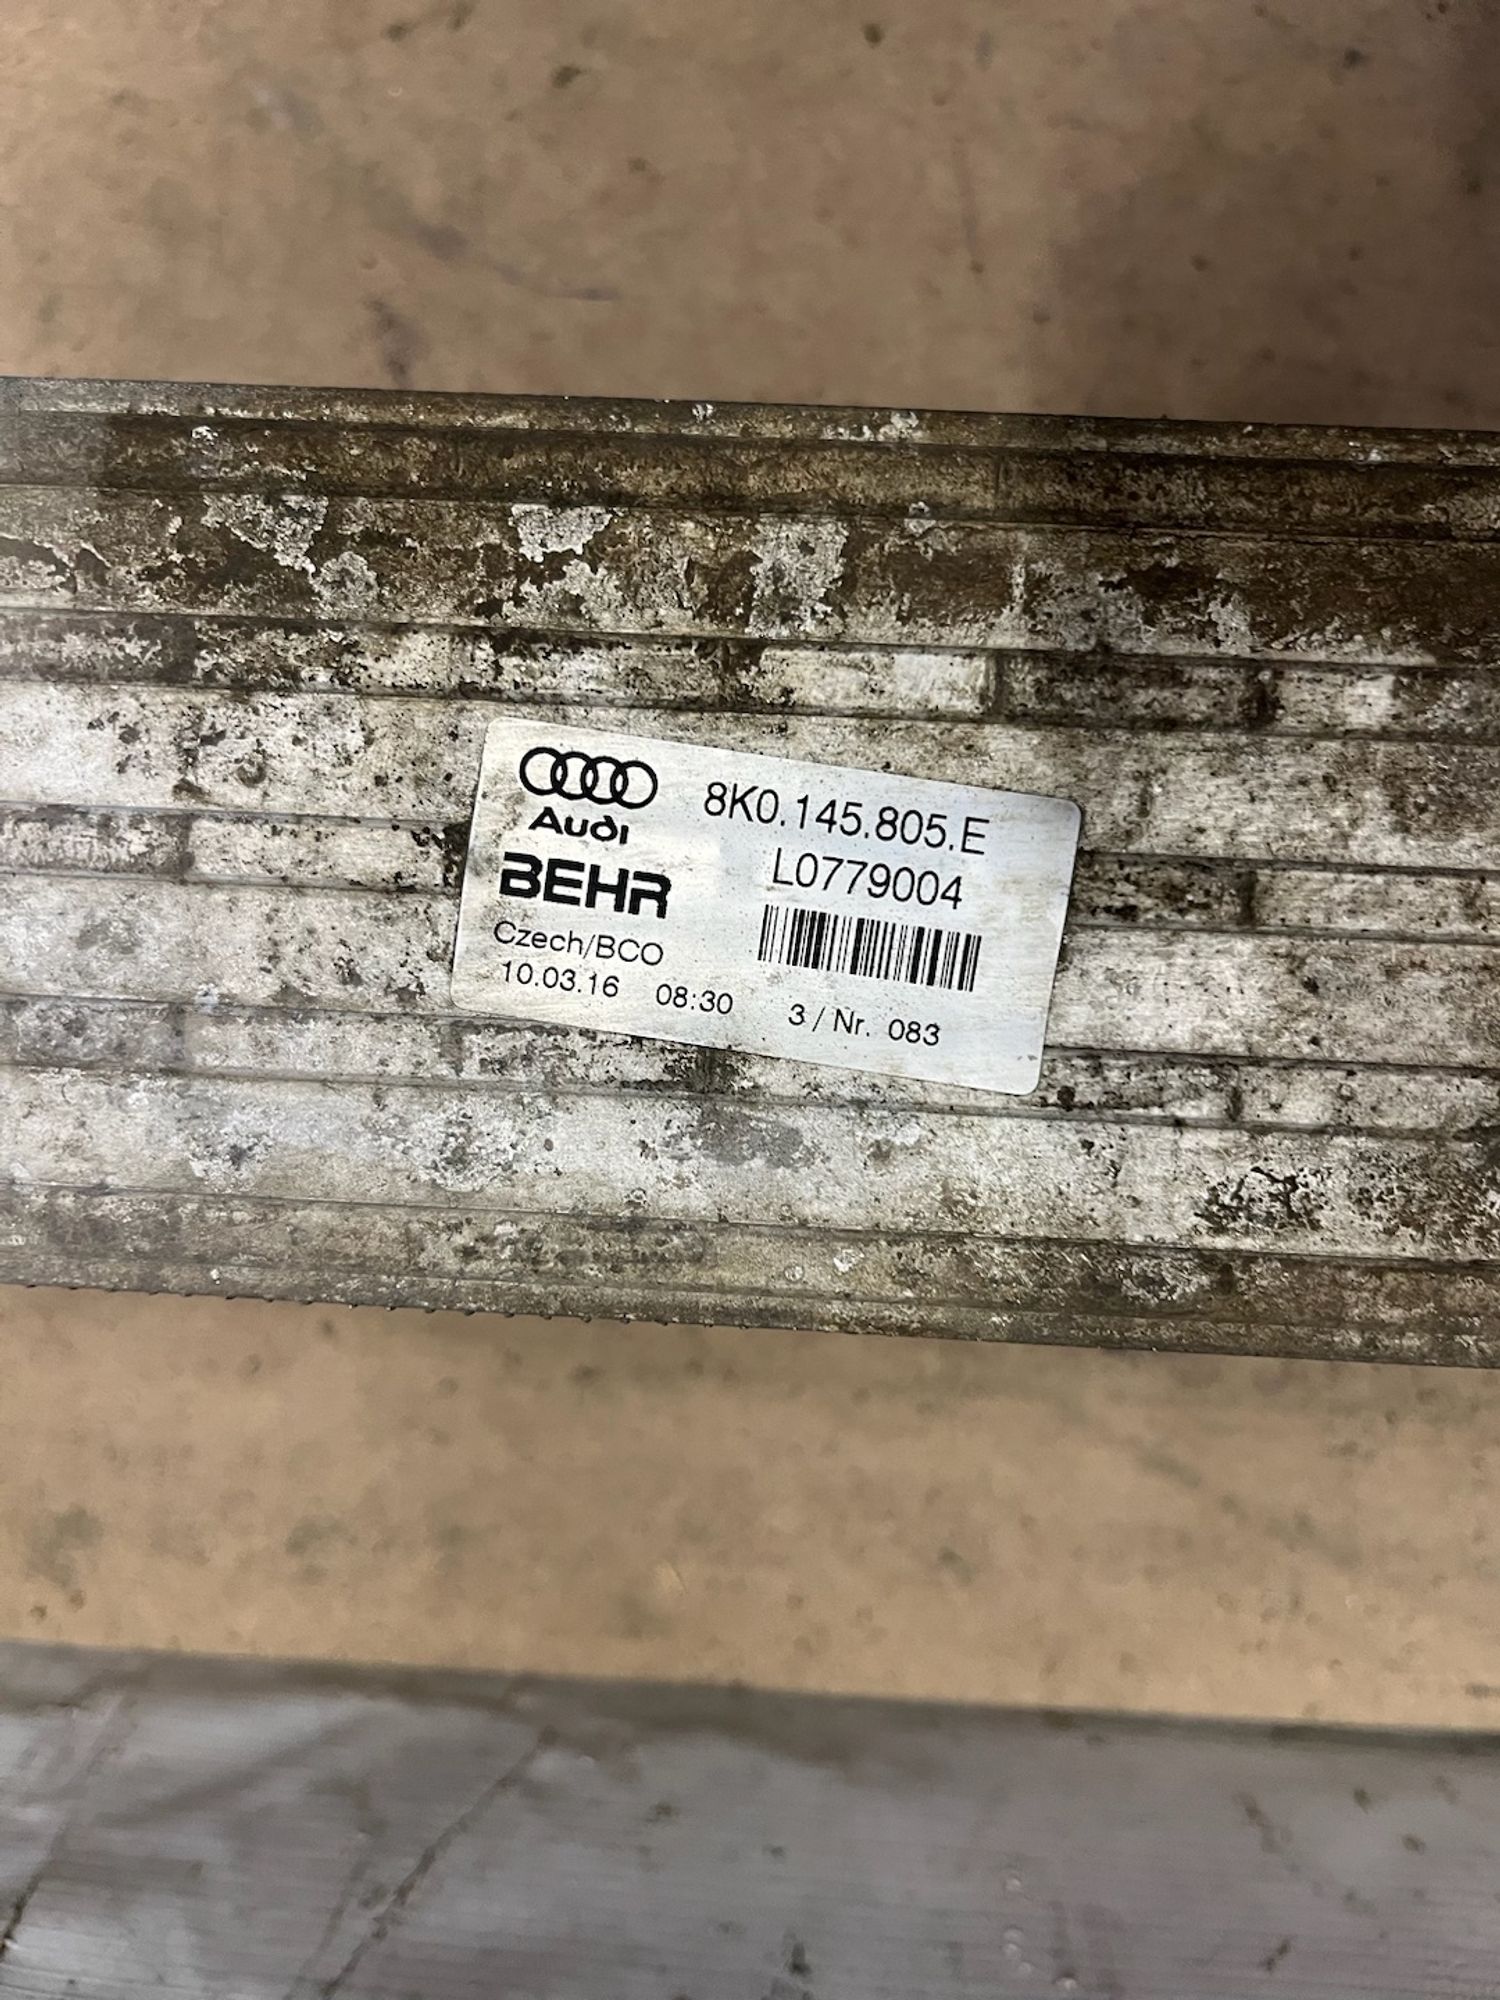 Audi
8K0.145.805.E
BEHR
L0779004
Czech/BCO
10.03.16 08:30 3 / Nr. 083